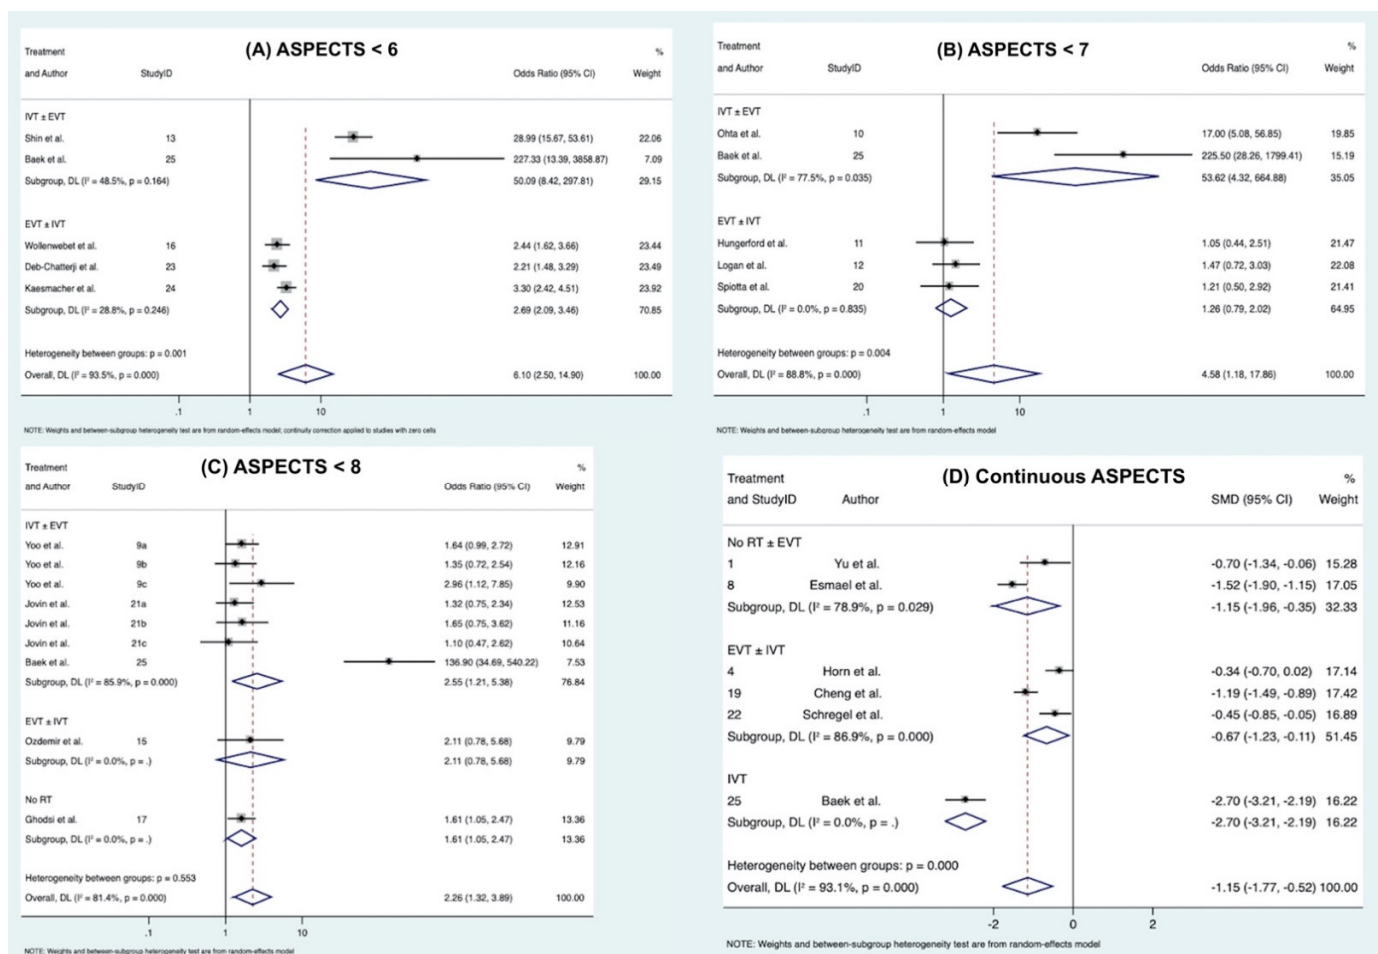 (A) ASPECTS < 6
Treatment %
and Author StudyID Odds Ratio (95% CI) Weight
IVT ± EVT
Shin et al. 13 28.99 (15.67, 53.61) 22.06
Baek et al. 25 227.33 (13.39, 3858.87) 7.09
Subgroup, DL (I² = 48.5%, p = 0.164) 50.09 (8.42, 297.81) 29.15
EVT ± IVT
Wollenwebet et al. 16 2.44 (1.62, 3.66) 23.44
Deb-Chatterji et al. 23 2.21 (1.48, 3.29) 23.49
Kaesmacher et al. 24 3.30 (2.42, 4.51) 23.92
Subgroup, DL (I² = 28.8%, p = 0.246) 2.69 (2.09, 3.46) 70.85
Heterogeneity between groups: p = 0.001
Overall, DL (I² = 93.5%, p = 0.000) 6.10 (2.50, 14.90) 100.00
.1 1 10
NOTE: Weights and between-subgroup heterogeneity test are from random-effects model; continuity correction applied to studies with zero cells
(B) ASPECTS < 7
Treatment %
and Author StudyID Odds Ratio (95% CI) Weight
IVT ± EVT
Ohta et al. 10 17.00 (5.08, 56.85) 19.85
Baek et al. 25 225.50 (28.26, 1799.41) 15.19
Subgroup, DL (I² = 77.5%, p = 0.035) 53.62 (4.32, 664.88) 35.05
EVT ± IVT
Hungerford et al. 11 1.05 (0.44, 2.51) 21.47
Logan et al. 12 1.47 (0.72, 3.03) 22.08
Spiotta et al. 20 1.21 (0.50, 2.92) 21.41
Subgroup, DL (I² = 0.0%, p = 0.835) 1.26 (0.79, 2.02) 64.95
Heterogeneity between groups: p = 0.004
Overall, DL (I² = 88.8%, p = 0.000) 4.58 (1.18, 17.86) 100.00
.1 1 10
NOTE: Weights and between-subgroup heterogeneity test are from random-effects model
(C) ASPECTS < 8
Treatment %
and Author StudyID Odds Ratio (95% CI) Weight
IVT ± EVT
Yoo et al. 9a 1.64 (0.99, 2.72) 12.91
Yoo et al. 9b 1.35 (0.72, 2.54) 12.16
Yoo et al. 9c 2.96 (1.12, 7.85) 9.90
Jovin et al. 21a 1.32 (0.75, 2.34) 12.53
Jovin et al. 21b 1.65 (0.75, 3.62) 11.16
Jovin et al. 21c 1.10 (0.47, 2.62) 10.64
Baek et al. 25 136.90 (34.69, 540.22) 7.53
Subgroup, DL (I² = 85.9%, p = 0.000) 2.55 (1.21, 5.38) 76.84
EVT ± IVT
Ozdemir et al. 15 2.11 (0.78, 5.68) 9.79
Subgroup, DL (I² = 0.0%, p = .) 2.11 (0.78, 5.68) 9.79
No RT
Ghodsi et al. 17 1.61 (1.05, 2.47) 13.36
Subgroup, DL (I² = 0.0%, p = .) 1.61 (1.05, 2.47) 13.36
Heterogeneity between groups: p = 0.553
Overall, DL (I² = 81.4%, p = 0.000) 2.26 (1.32, 3.89) 100.00
.1 1 10
NOTE: Weights and between-subgroup heterogeneity test are from random-effects model
(D) Continuous ASPECTS
Treatment %
and StudyID Author SMD (95% CI) Weight
No RT ± EVT
1 Yu et al. -0.70 (-1.34, -0.06) 15.28
8 Esmael et al. -1.52 (-1.90, -1.15) 17.05
Subgroup, DL (I² = 78.9%, p = 0.029) -1.15 (-1.96, -0.35) 32.33
EVT ± IVT
4 Horn et al. -0.34 (-0.70, 0.02) 17.14
19 Cheng et al. -1.19 (-1.49, -0.89) 17.42
22 Schregel et al. -0.45 (-0.85, -0.05) 16.89
Subgroup, DL (I² = 86.9%, p = 0.000) -0.67 (-1.23, -0.11) 51.45
IVT
25 Baek et al. -2.70 (-3.21, -2.19) 16.22
Subgroup, DL (I² = 0.0%, p = .) -2.70 (-3.21, -2.19) 16.22
Heterogeneity between groups: p = 0.000
Overall, DL (I² = 93.1%, p = 0.000) -1.15 (-1.77, -0.52) 100.00
-2 0 2
NOTE: Weights and between-subgroup heterogeneity test are from random-effects model